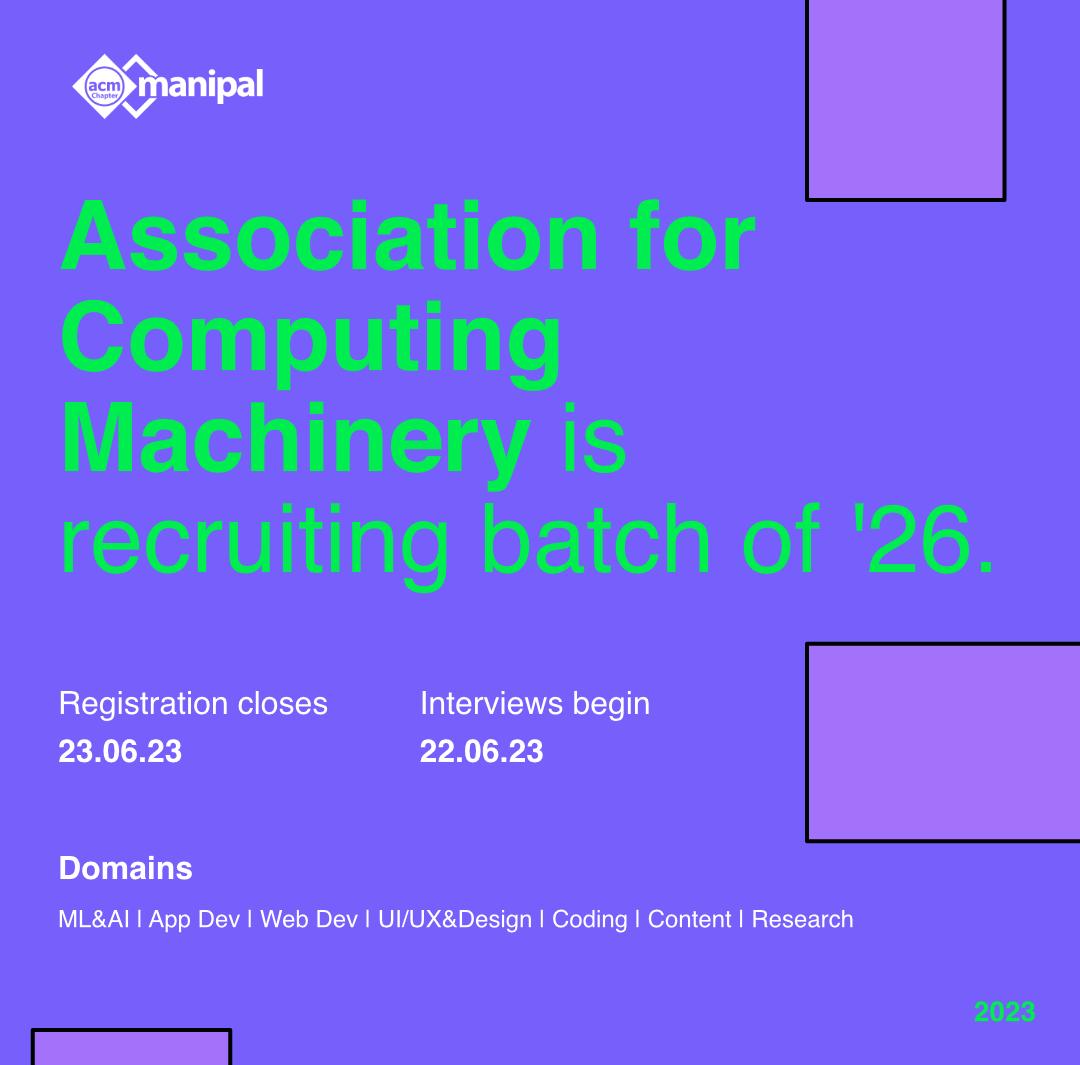 acm
Chapter
manipal
Association for
Computing
Machinery is
recruiting batch of '26.
Registration closes
23.06.23
Interviews begin
22.06.23
Domains
ML&AI | App Dev | Web Dev | UI/UX&Design | Coding | Content | Research
2023